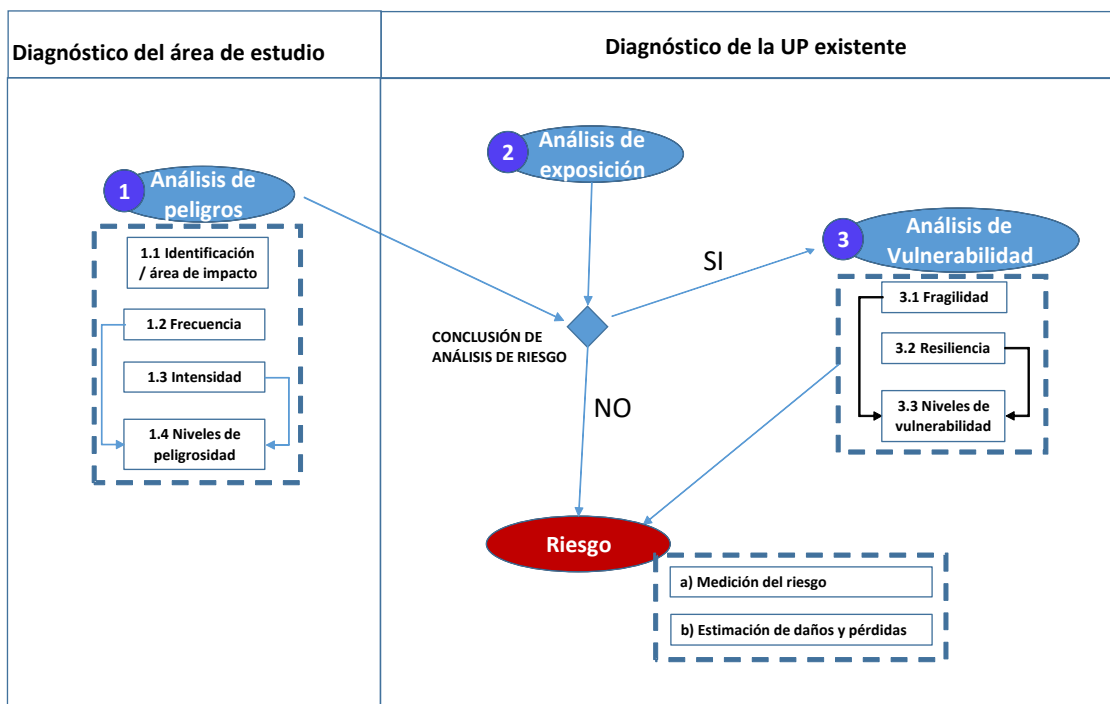 Diagnóstico del área de estudio
Diagnóstico de la UP existente
1
Análisis de
peligros
1.1 Identificación
/ área de impacto
1.2 Frecuencia
1.3 Intensidad
1.4 Niveles de
peligrosidad
2
Análisis de
exposición
SI
3
Análisis de
Vulnerabilidad
3.1 Fragilidad
3.2 Resiliencia
3.3 Niveles de
vulnerabilidad
CONCLUSIÓN DE
ANÁLISIS DE RIESGO
NO
Riesgo
a) Medición del riesgo
b) Estimación de daños y pérdidas